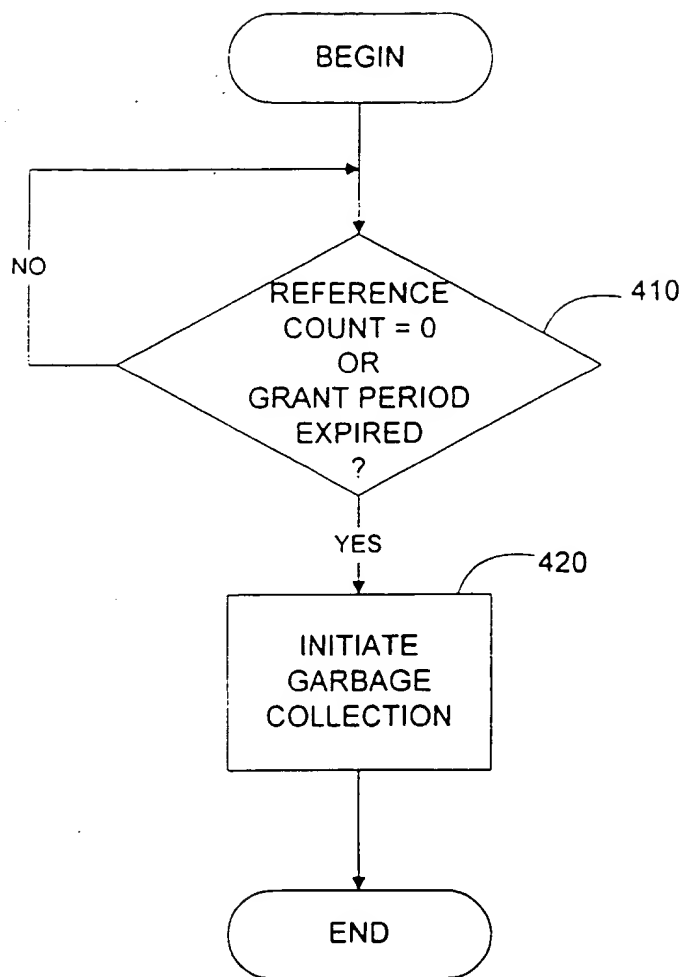 BEGIN
NO
REFERENCE
COUNT = 0
OR
GRANT PERIOD
EXPIRED
?
410
YES
420
INITIATE
GARBAGE
COLLECTION
END